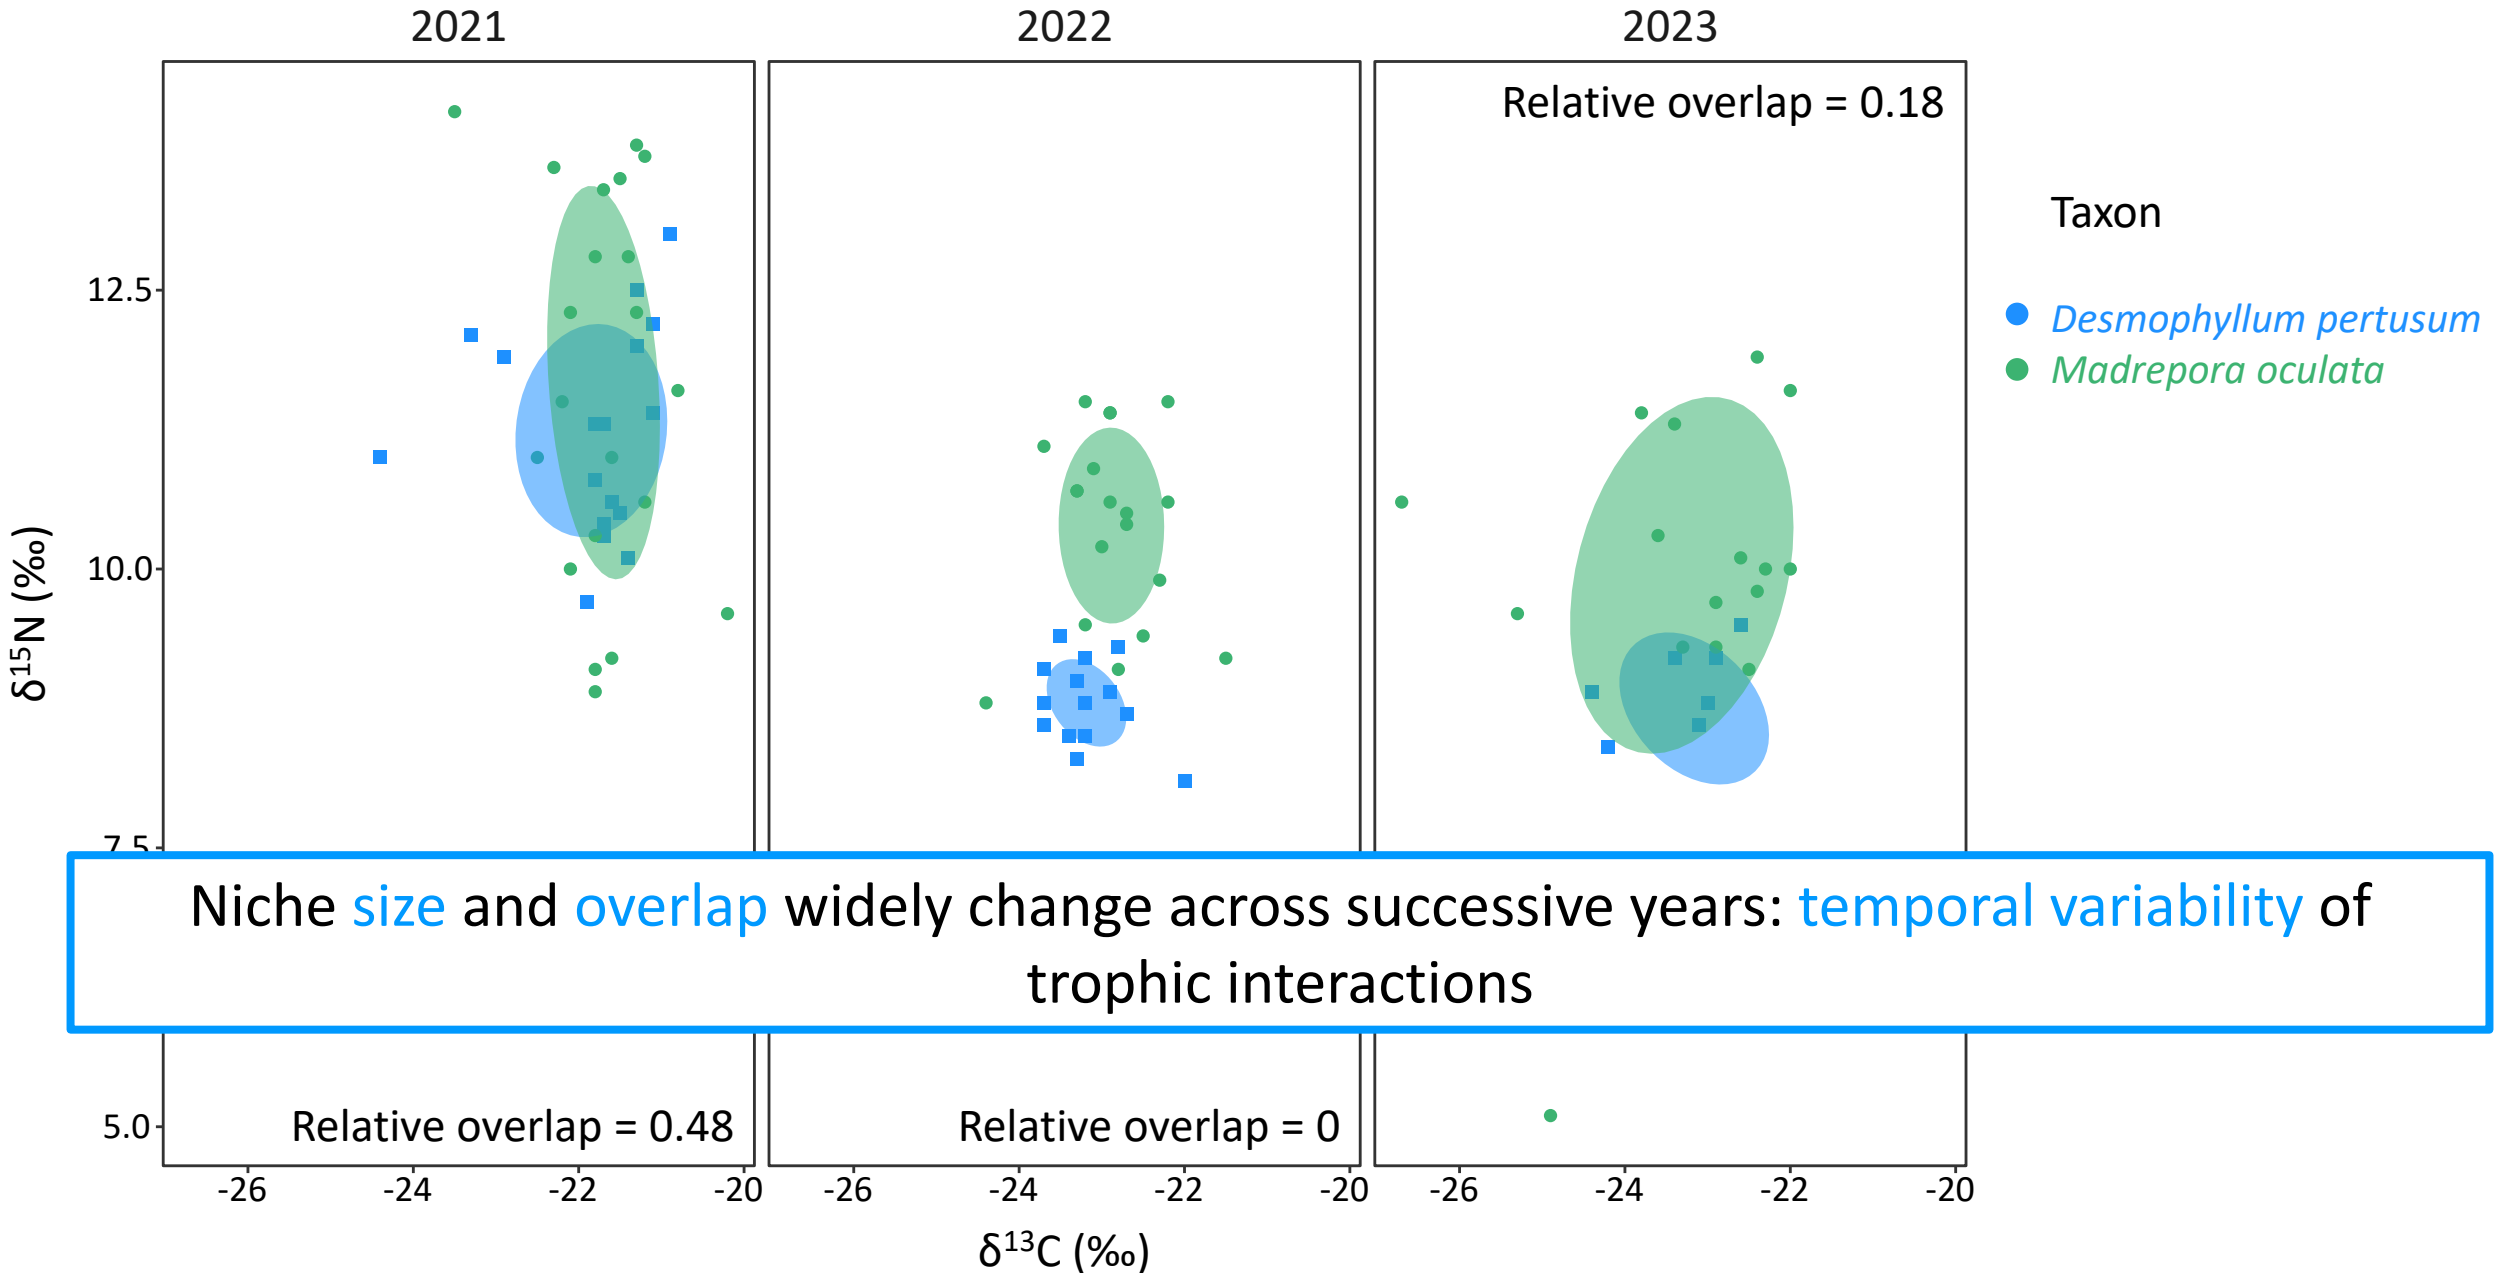 2021 2022 2023
Relative overlap = 0.18
Taxon
Desmophyllum pertusum
Madrepora oculata
12.5
10.0
7.5
5.0
δ¹⁵N (‰)
Niche size and overlap widely change across successive years: temporal variability of
trophic interactions
Relative overlap = 0.48 Relative overlap = 0
-26 -24 -22 -20 -26 -24 -22 -20 -26 -24 -22 -20
δ¹³C (‰)